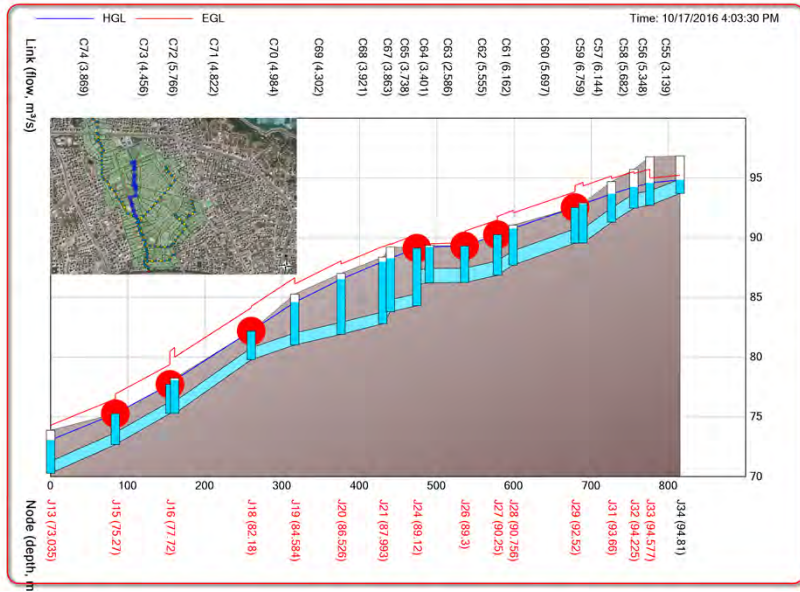 HGL
EGL
Time: 10/17/2016 4:03:30 PM
Link (flow, m³/s)
C74 (3.869)
C73 (4.456)
C72 (5.766)
C71 (4.822)
C70 (4.984)
C69 (4.302)
C68 (3.921)
C67 (3.863)
C65 (3.738)
C64 (3.401)
C63 (2.586)
C62 (5.555)
C61 (6.162)
C60 (5.697)
C59 (6.759)
C57 (6.144)
C58 (5.682)
C56 (5.348)
C55 (3.139)
95
90
85
80
75
70
0
100
200
300
400
500
600
700
800
Node (depth, m
J13 (73.035)
J15 (75.27)
J16 (77.72)
J18 (82.18)
J19 (84.584)
J20 (86.526)
J21 (87.993)
J24 (89.12)
J26 (89.3)
J27 (90.25)
J28 (90.756)
J29 (92.52)
J31 (93.66)
J32 (94.225)
J33 (94.577)
J34 (94.81)